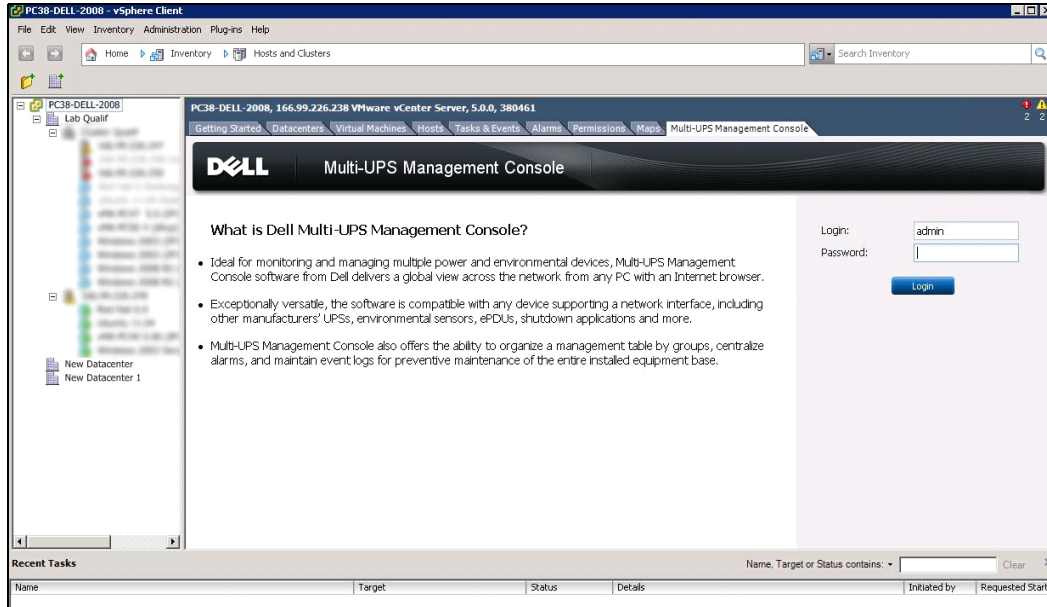 PC38-DELL-2008 - vSphere Client
File Edit View Inventory Administration Plug-ins Help
Home Inventory Hosts and Clusters
Search Inventory
PC38-DELL-2008
Lab Qualif
New Datacenter
New Datacenter 1
PC38-DELL-2008, 166.99.226.238 VMware vCenter Server, 5.0.0, 380461
2 2
Getting Started Datacenters Virtual Machines Hosts Tasks & Events Alarms Permissions Maps Multi-UPS Management Console
DELL Multi-UPS Management Console
What is Dell Multi-UPS Management Console?
• Ideal for monitoring and managing multiple power and environmental devices, Multi-UPS Management
Console software from Dell delivers a global view across the network from any PC with an Internet browser.
• Exceptionally versatile, the software is compatible with any device supporting a network interface, including
other manufacturers' UPSs, environmental sensors, ePDUs, shutdown applications and more.
• Multi-UPS Management Console also offers the ability to organize a management table by groups, centralize
alarms, and maintain event logs for preventive maintenance of the entire installed equipment base.
Login: admin
Password:
Login
Recent Tasks
Name, Target or Status contains: Clear
Name Target Status Details Initiated by Requested Start